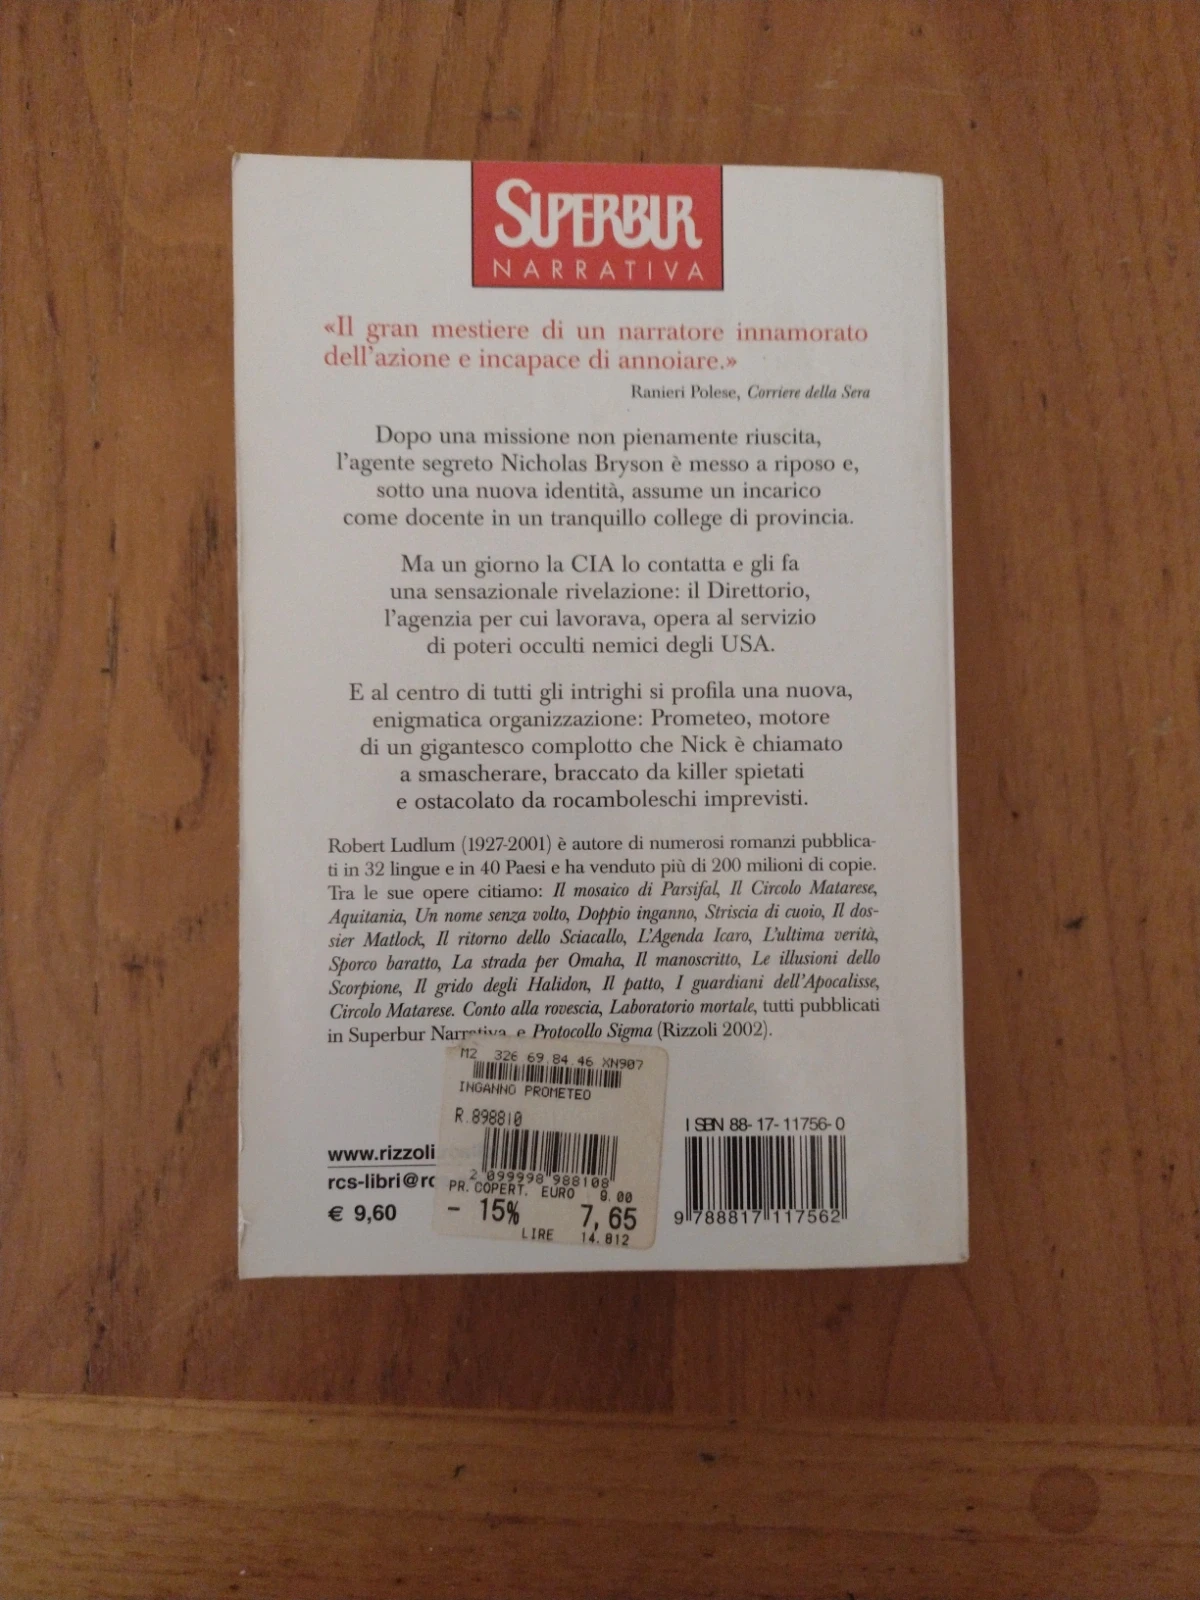 SUPERBUR
NARRATIVA
«Il gran mestiere di un narratore innamorato
dell'azione e incapace di annoiare.»
Ranieri Polese, Corriere della Sera
Dopo una missione non pienamente riuscita,
l'agente segreto Nicholas Bryson è messo a riposo e,
sotto una nuova identità, assume un incarico
come docente in un tranquillo college di provincia.
Ma un giorno la CIA lo contatta e gli fa
una sensazionale rivelazione: il Direttorio,
l'agenzia per cui lavorava, opera al servizio
di poteri occulti nemici degli USA.
E al centro di tutti gli intrighi si profila una nuova,
enigmatica organizzazione: Prometeo, motore
di un gigantesco complotto che Nick è chiamato
a smascherare, braccato da killer spietati
e ostacolato da rocamboleschi imprevisti.
Robert Ludlum (1927-2001) è autore di numerosi romanzi pubblica-
ti in 32 lingue e in 40 Paesi e ha venduto più di 200 milioni di copie.
Tra le sue opere citiamo: Il mosaico di Parsifal, Il Circolo Matarese,
Aquitania, Un nome senza volto, Doppio inganno, Striscia di cuoio, Il dos-
sier Matlock, Il ritorno dello Sciacallo, L'Agenda Icaro, L'ultima verità,
Sporco baratto, La strada per Omaha, Il manoscritto, Le illusioni dello
Scorpione, Il grido degli Halidon, Il patto, I guardiani dell'Apocalisse,
Circolo Matarese. Conto alla rovescia, Laboratorio mortale, tutti pubblicati
in Superbur Narrativa, e Protocollo Sigma (Rizzoli 2002).
M2 326 69 84 46 XN907
INGANNO PROMETEO
R.898810
2 099998 988108
PR.COPERT. EURO 9.00
- 15% 7,65
LIRE 14.812
www.rizzoli
rcs-libri@rc
€ 9,60
ISBN 88-17-11756-0
9 788817 117562